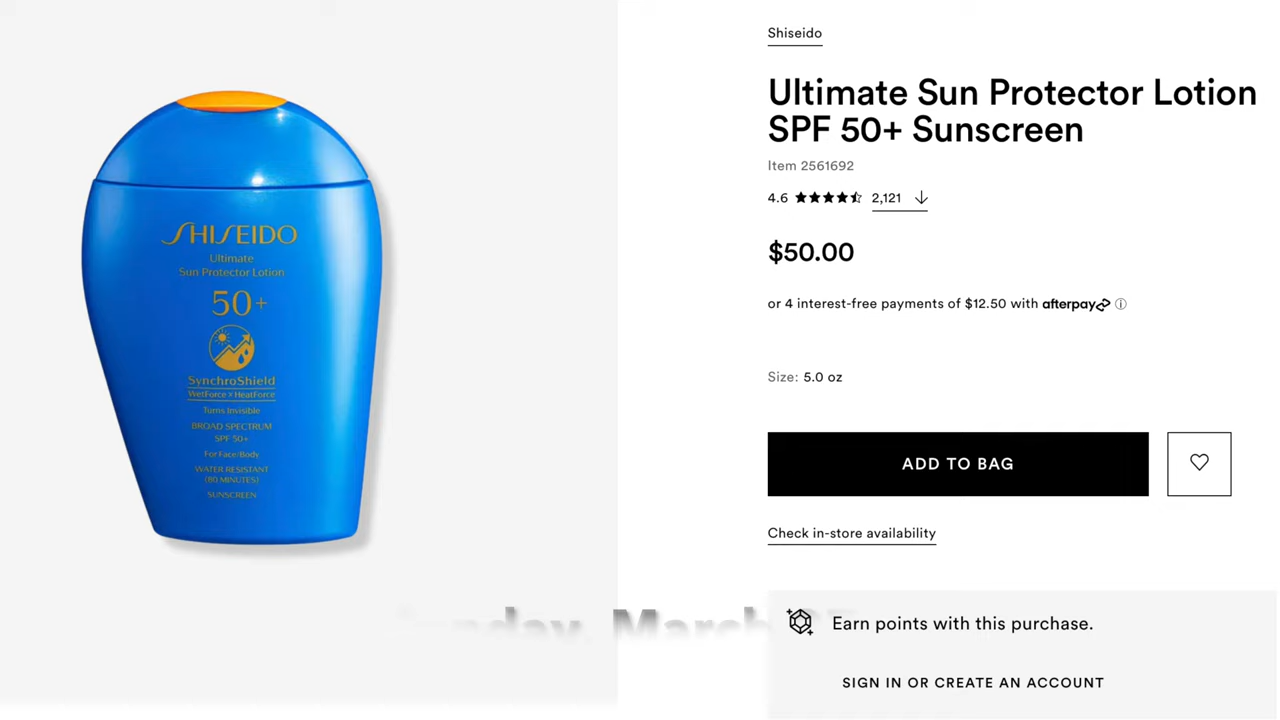 Shiseido
Ultimate Sun Protector Lotion
SPF 50+ Sunscreen
Item 2561692
4.6
2,121
$50.00
or 4 interest-free payments of $12.50 with afterpay
Size: 5.0 oz
ADD TO BAG
Check in-store availability
Earn points with this purchase.
SIGN IN OR CREATE AN ACCOUNT
SHISEIDO
Ultimate
Sun Protector Lotion
50+
SynchroShield
WetForce x HeatForce
Turns Invisible
BROAD SPECTRUM
SPF 50+
For Face/Body
WATER RESISTANT
(80 MINUTES)
SUNSCREEN
March